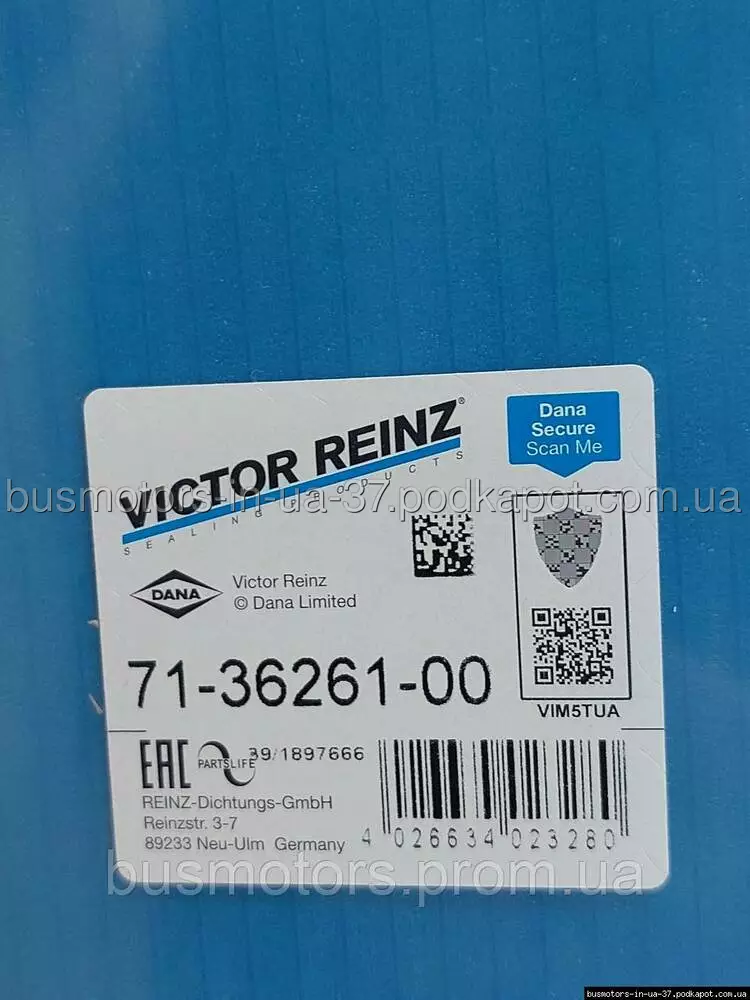 VICTOR REINZ®
SEALING PRODUCTS
Dana
Secure
Scan Me
busmotors-in-ua-37.podkapot.com.ua
DANA
Victor Reinz
© Dana Limited
71-36261-00
VIM5TUA
EAC
PARTSLIFE
39/1897666
REINZ-Dichtungs-GmbH
Reinzstr. 3-7
89233 Neu-Ulm Germany
4 026634 023280
busmotors.prom.ua
busmotors-in-ua-37.podkapot.com.ua